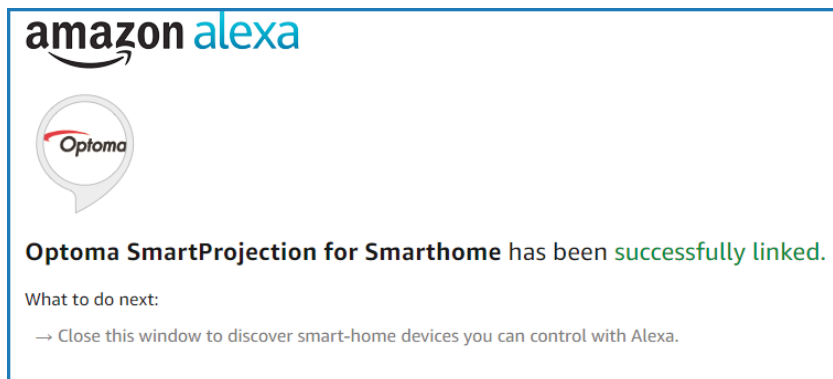 amazon alexa
Optoma
Optoma SmartProjection for Smarthome has been successfully linked.
What to do next:
→ Close this window to discover smart-home devices you can control with Alexa.